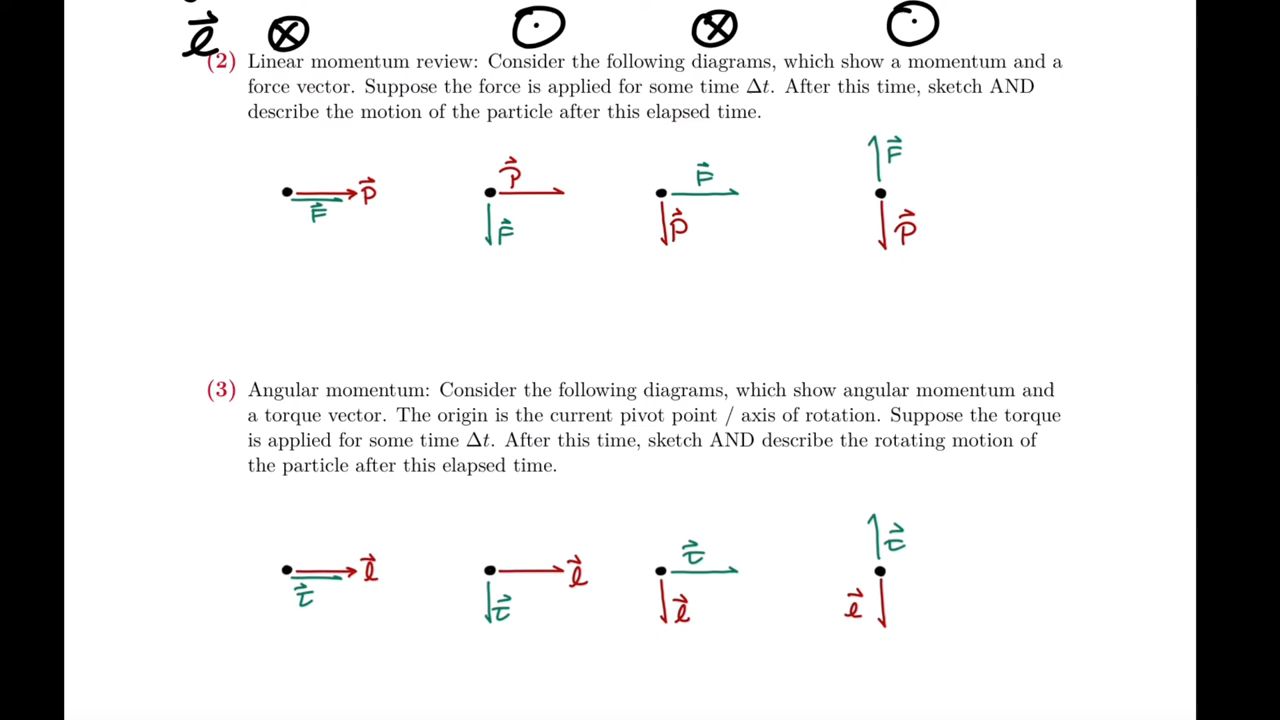 ℓ⃗ ⊗ ⊙ ⊗ ⊙
(2) Linear momentum review: Consider the following diagrams, which show a momentum and a
force vector. Suppose the force is applied for some time Δt. After this time, sketch AND
describe the motion of the particle after this elapsed time.
F⃗ P⃗ P⃗ F⃗ F⃗ P⃗ F⃗ P⃗
(3) Angular momentum: Consider the following diagrams, which show angular momentum and
a torque vector. The origin is the current pivot point / axis of rotation. Suppose the torque
is applied for some time Δt. After this time, sketch AND describe the rotating motion of
the particle after this elapsed time.
τ⃗ ℓ⃗ τ⃗ ℓ⃗ τ⃗ ℓ⃗ τ⃗ ℓ⃗